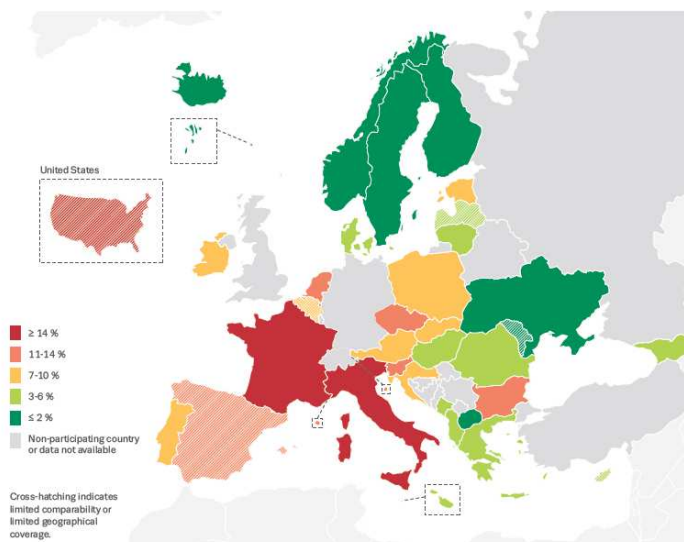 United States
≥ 14 %
11-14 %
7-10 %
3-6 %
≤ 2 %
Non-participating country
or data not available
Cross-hatching indicates
limited comparability or
limited geographical
coverage.